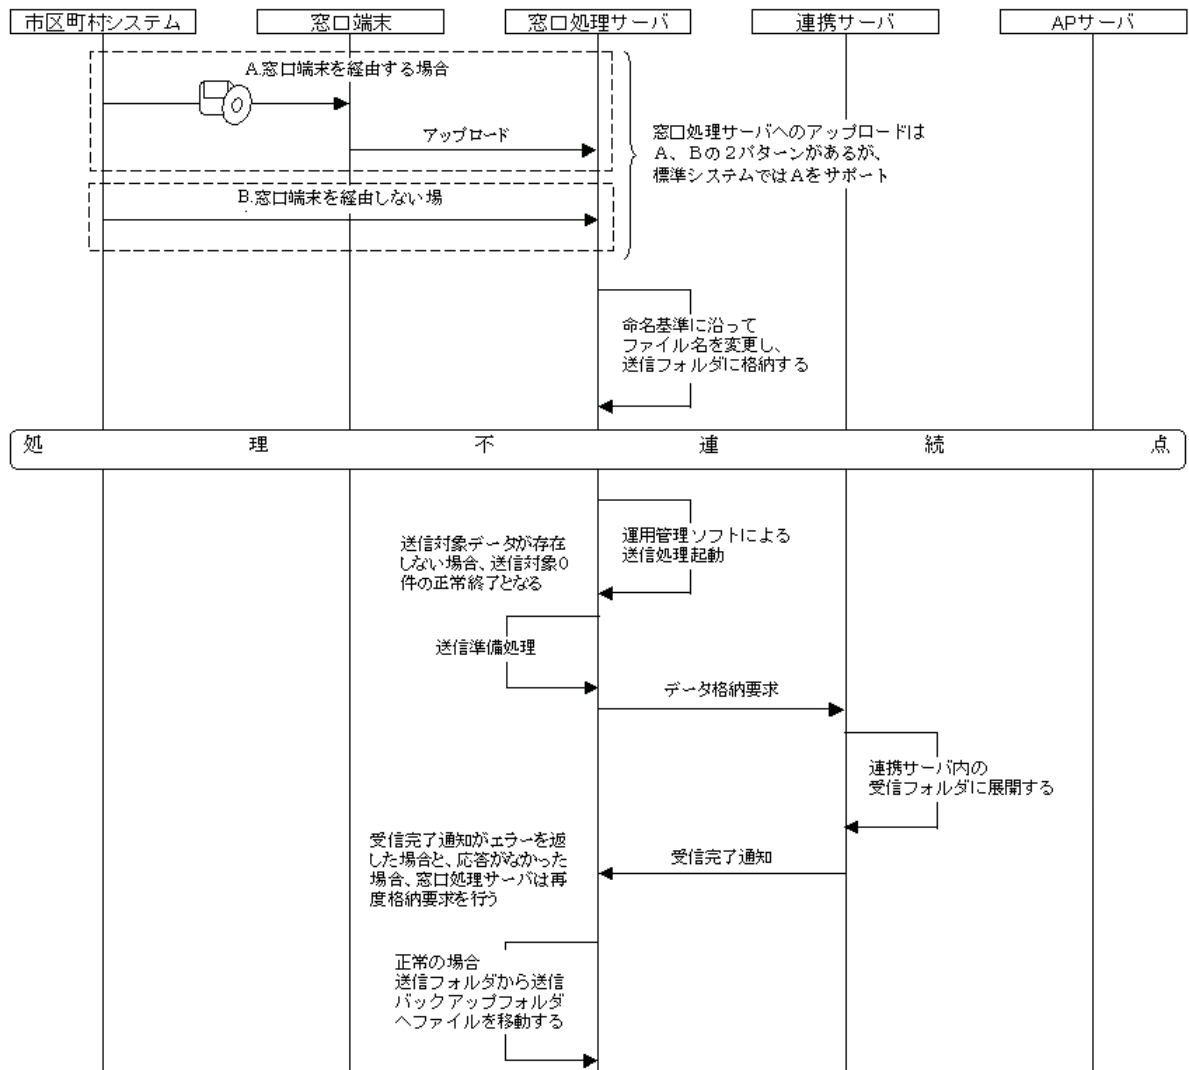 市区町村システム
窓口端末
窓口処理サーバ
連携サーバ
APサーバ
A.窓口端末を経由する場合
アップロード
B.窓口端末を経由しない場
窓口処理サーバへのアップロードは
A、Bの2パターンがあるが、
標準システムではAをサポート
命名基準に沿って
ファイル名を変更し、
送信フォルダに格納する
処理不連続点
運用管理ソフトによる
送信処理起動
送信対象データが存在
しない場合、送信対象0
件の正常終了となる
送信準備処理
データ格納要求
連携サーバ内の
受信フォルダに展開する
受信完了通知がエラーを返
した場合と、応答がなかった
場合、窓口処理サーバは再
度格納要求を行う
受信完了通知
正常の場合
送信フォルダから送信
バックアップフォルダ
へファイルを移動する